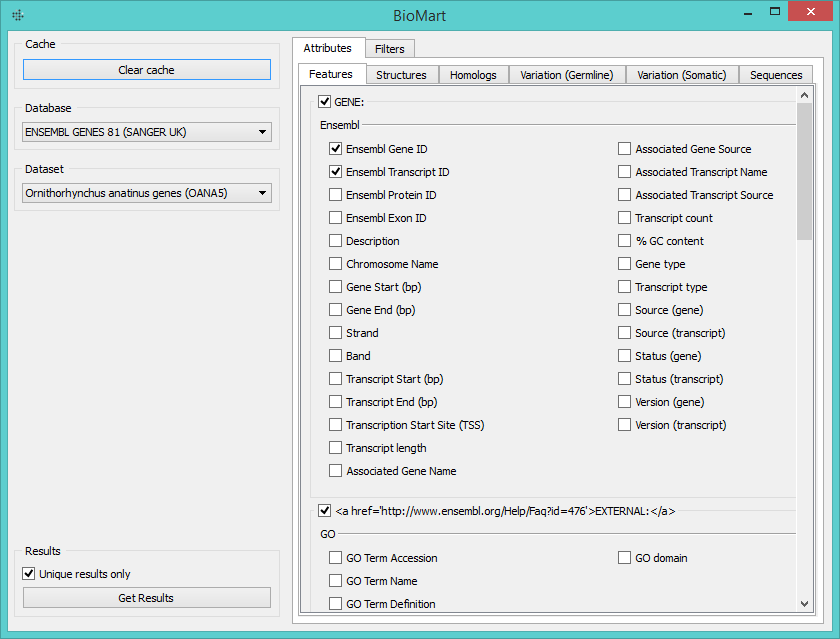 BioMart
Cache
Clear cache
Database
ENSEMBL GENES 81 (SANGER UK)
Dataset
Ornithorhynchus anatinus genes (OANA5)
Results
Unique results only
Get Results
Attributes Filters
Features Structures Homologs Variation (Germline) Variation (Somatic) Sequences
GENE:
Ensembl
Ensembl Gene ID
Ensembl Transcript ID
Ensembl Protein ID
Ensembl Exon ID
Description
Chromosome Name
Gene Start (bp)
Gene End (bp)
Strand
Band
Transcript Start (bp)
Transcript End (bp)
Transcription Start Site (TSS)
Transcript length
Associated Gene Name
Associated Gene Source
Associated Transcript Name
Associated Transcript Source
Transcript count
% GC content
Gene type
Transcript type
Source (gene)
Source (transcript)
Status (gene)
Status (transcript)
Version (gene)
Version (transcript)
<a href='http://www.ensembl.org/Help/Faq?id=476'>EXTERNAL:</a>
GO
GO Term Accession
GO Term Name
GO Term Definition
GO domain